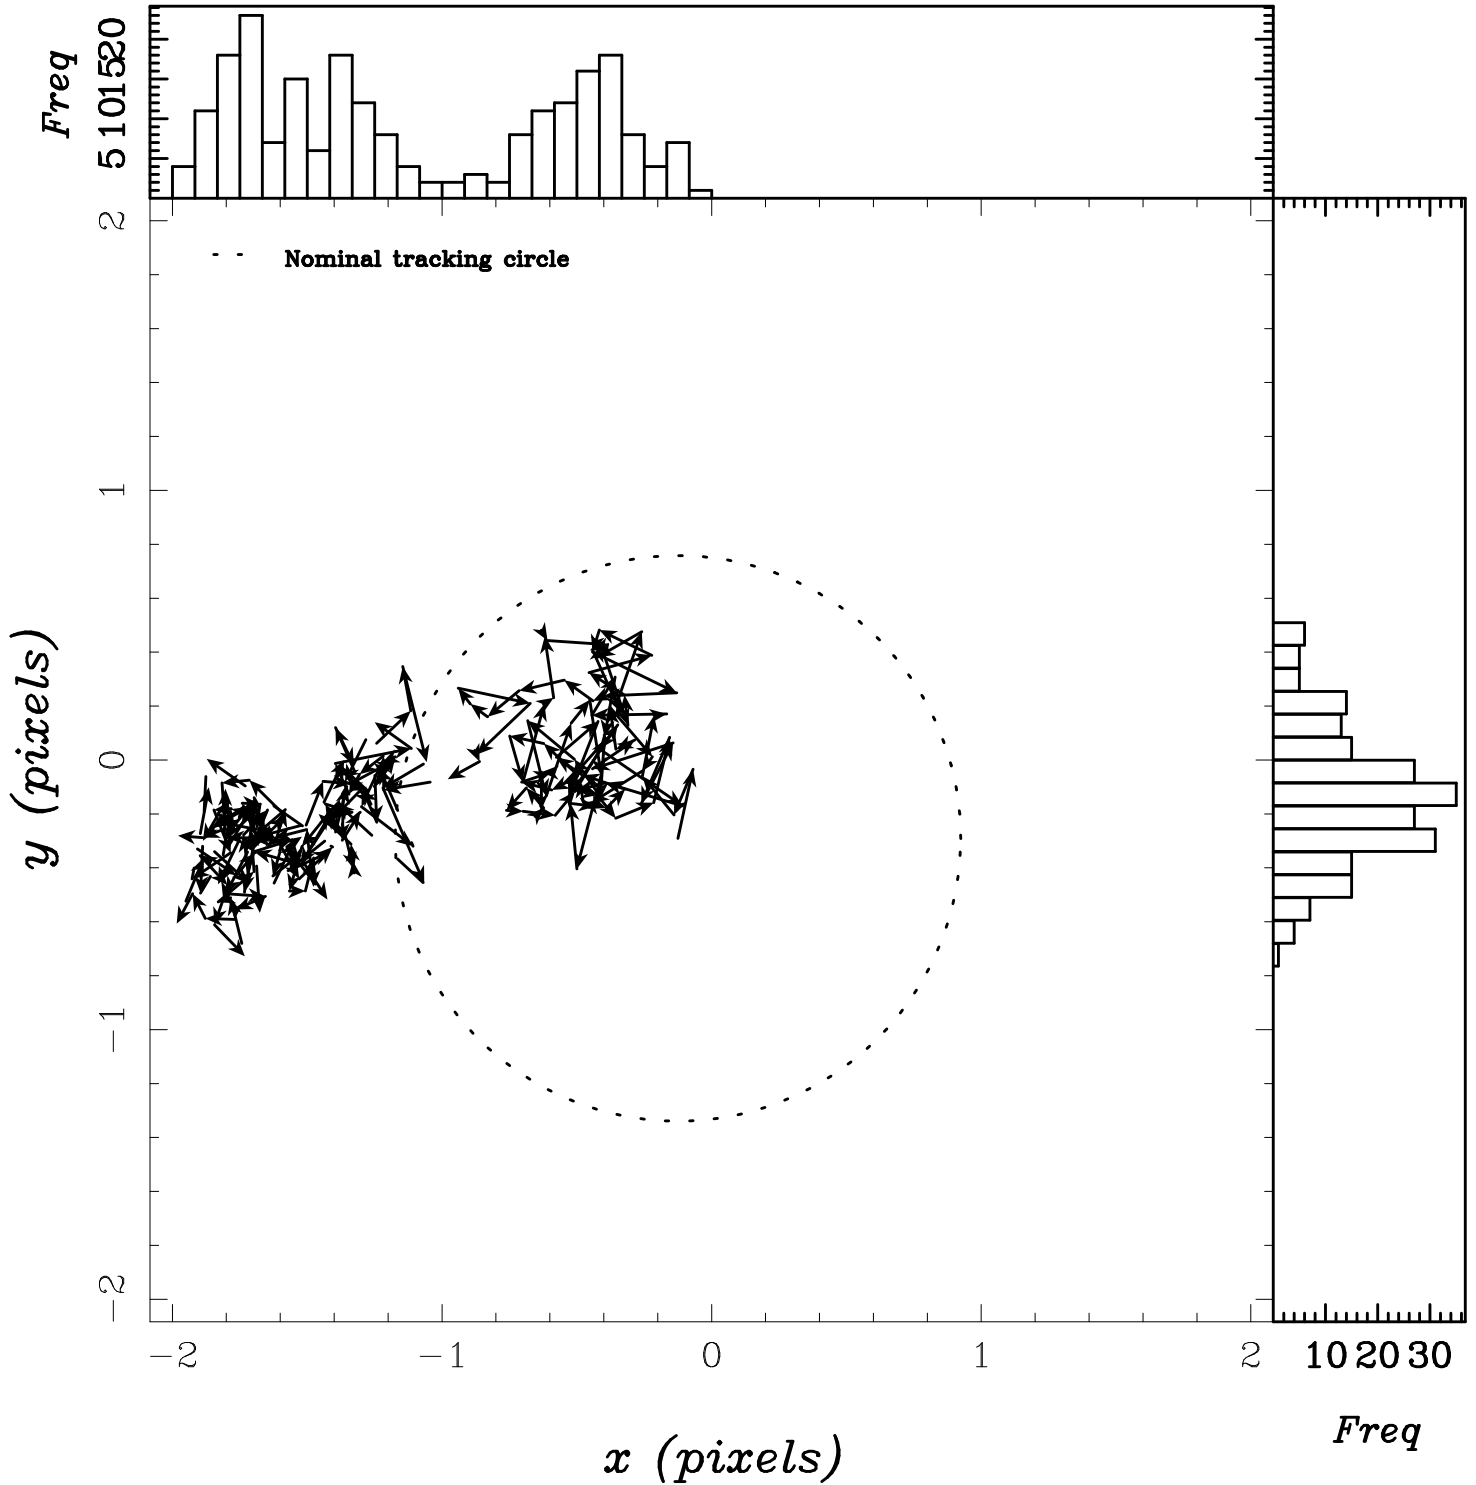 Freq
5 10 15 20
2
Nominal tracking circle
1
0
-1
-2
y (pixels)
-2 -1 0 1 2
10 20 30
Freq
x (pixels)